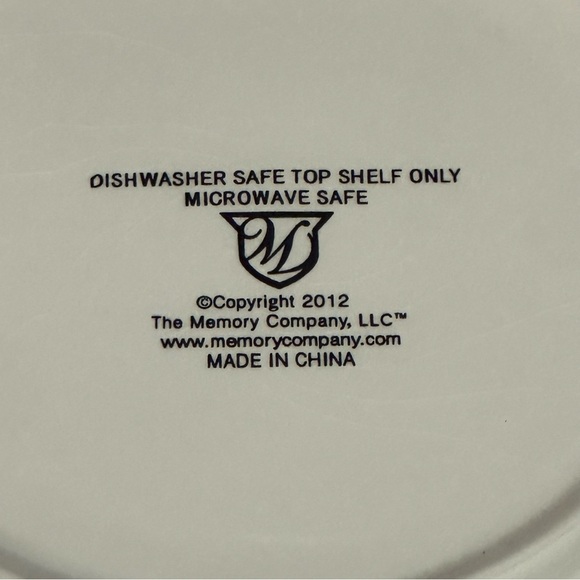 DISHWASHER SAFE TOP SHELF ONLY
MICROWAVE SAFE
M
©Copyright 2012
The Memory Company, LLC™
www.memorycompany.com
MADE IN CHINA